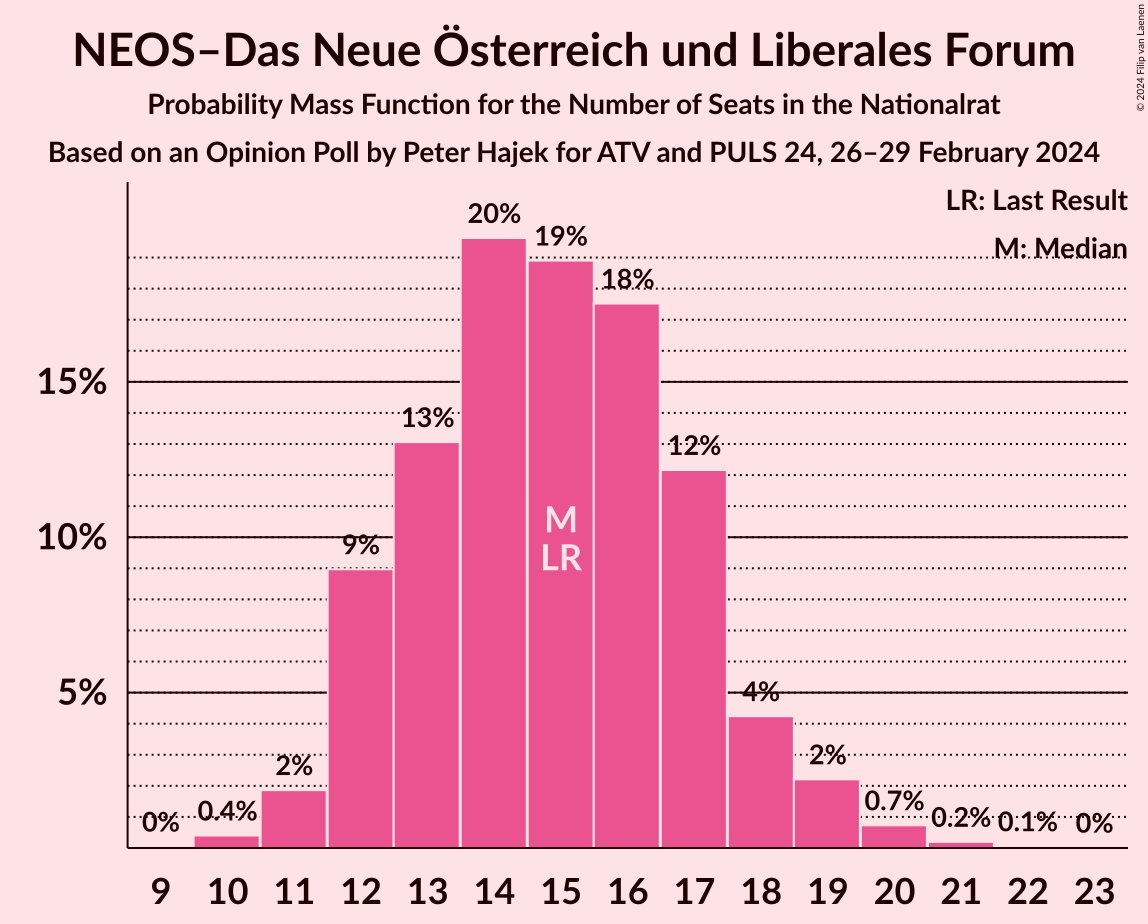 NEOS–Das Neue Österreich und Liberales Forum
Probability Mass Function for the Number of Seats in the Nationalrat
Based on an Opinion Poll by Peter Hajek for ATV and PULS 24, 26–29 February 2024
© 2024 Filip van Laenen
LR: Last Result
M: Median
15%
10%
5%
0%
0.4%
2%
9%
13%
20%
19%
18%
12%
4%
2%
0.7%
0.2%
0.1%
0%
M
LR
9 10 11 12 13 14 15 16 17 18 19 20 21 22 23